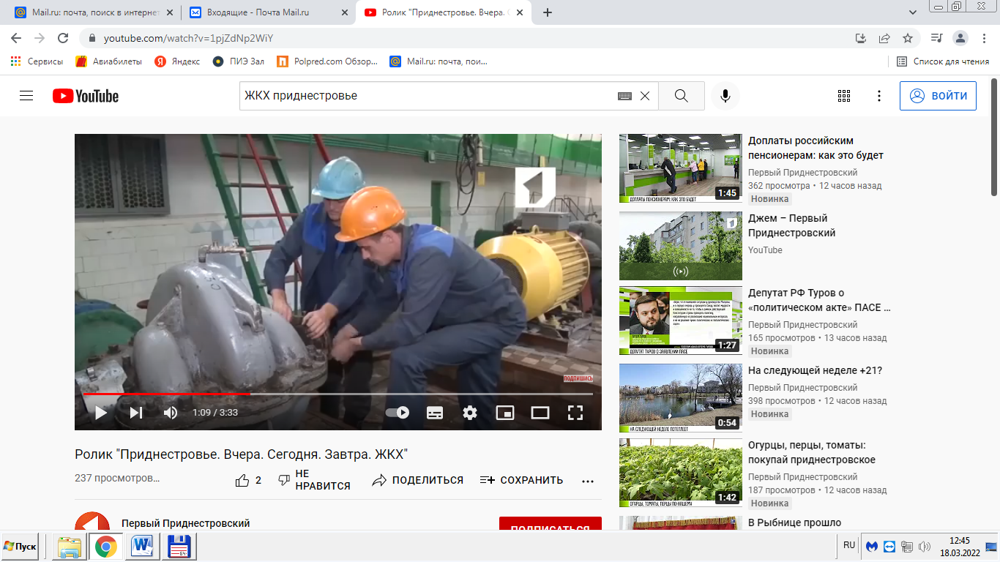 Mail.ru: почта, поиск в интернет
Входящие - Почта Mail.ru
Ролик "Приднестровье. Вчера. С
youtube.com/watch?v=1pjZdNp2WiY
Сервисы
Авиабилеты
Яндекс
ПИЭ Зал
Polpred.com Обзор...
Mail.ru: почта, пои...
Список для чтения
YouTube
ЖКХ приднестровье
ВОЙТИ
ПОДПИШИСЬ
1:09 / 3:33
Ролик "Приднестровье. Вчера. Сегодня. Завтра. ЖКХ"
237 просмотров...
2
НЕ НРАВИТСЯ
ПОДЕЛИТЬСЯ
СОХРАНИТЬ
Первый Приднестровский
ПОДПИСАТЬСЯ
ДОПЛАТЫ ПЕНСИОНЕРАМ: КАК ЭТО БУДЕТ
1:45
Доплаты российским
пенсионерам: как это будет
Первый Приднестровский
362 просмотра • 12 часов назад
Новинка
Джем – Первый
Приднестровский
YouTube
ДЕПУТАТ ТУРОВ О ЗАЯВЛЕНИИ ПАСЕ
1:27
Депутат РФ Туров о
«политическом акте» ПАСЕ ...
Первый Приднестровский
165 просмотров • 13 часов назад
Новинка
НА СЛЕДУЮЩЕЙ НЕДЕЛЕ ПОТЕПЛЕЕТ
0:54
На следующей неделе +21?
Первый Приднестровский
398 просмотров • 12 часов назад
Новинка
ОГУРЦЫ, ТОМАТЫ, ПЕРЦЫ ПО-НАШЕМУ
1:42
Огурцы, перцы, томаты:
покупай приднестровское
Первый Приднестровский
187 просмотров • 12 часов назад
Новинка
В Рыбнице прошло
Пуск
64
RU
12:45
18.03.2022